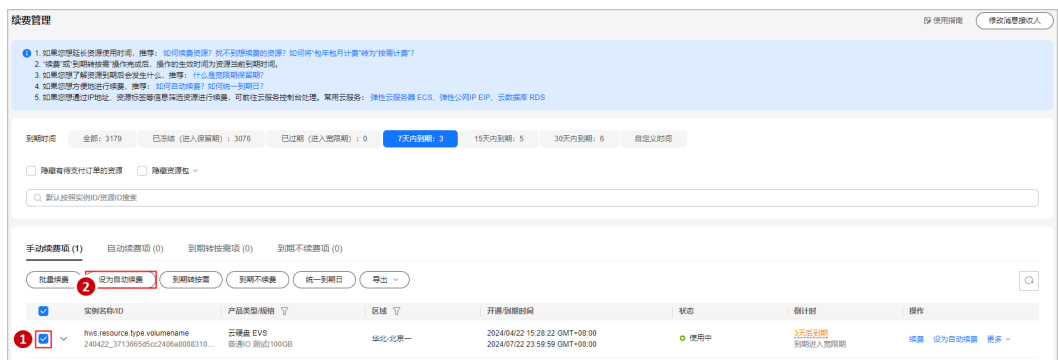 续费管理
使用指南
修改消息接收人
1. 如果您想延长资源使用时间，推荐： 如何续费资源？找不到想续费的资源？如何将“包年包月计费”转为“按需计费”？
2. “续费”或“到期转按需”操作完成后，操作的生效时间为资源当前到期时间。
3. 如果您想了解资源到期后会发生什么，推荐： 什么是宽限期保留期？
4. 如果您想方便地进行续费，推荐： 如何自动续费？如何统一到期日？
5. 如果您想通过IP地址、资源标签等信息筛选资源进行续费，可前往云服务控制台处理。常用云服务： 弹性云服务器 ECS、弹性公网IP EIP、云数据库 RDS
到期时间
全部：3179
已冻结（进入保留期）：3076
已过期（进入宽限期）：0
7天内到期：3
15天内到期：5
30天内到期：6
自定义时间
隐藏有待支付订单的资源
隐藏资源包
默认按照实例ID/资源ID搜索
手动续费项 (1)
自动续费项 (0)
到期转按需项 (0)
到期不续费项 (0)
批量续费
2
设为自动续费
到期转按需
到期不续费
统一到期日
导出
实例名称/ID
产品类型/规格
区域
开通/到期时间
状态
倒计时
操作
1
hws.resource.type.volumename
240422_3713665d5cc2406a8088310...
云硬盘 EVS
普通IO 测试|100GB
华北-北京一
2024/04/22 15:28:22 GMT+08:00
2024/07/22 23:59:59 GMT+08:00
使用中
3天后到期
到期进入宽限期
续费
设为自动续费
更多